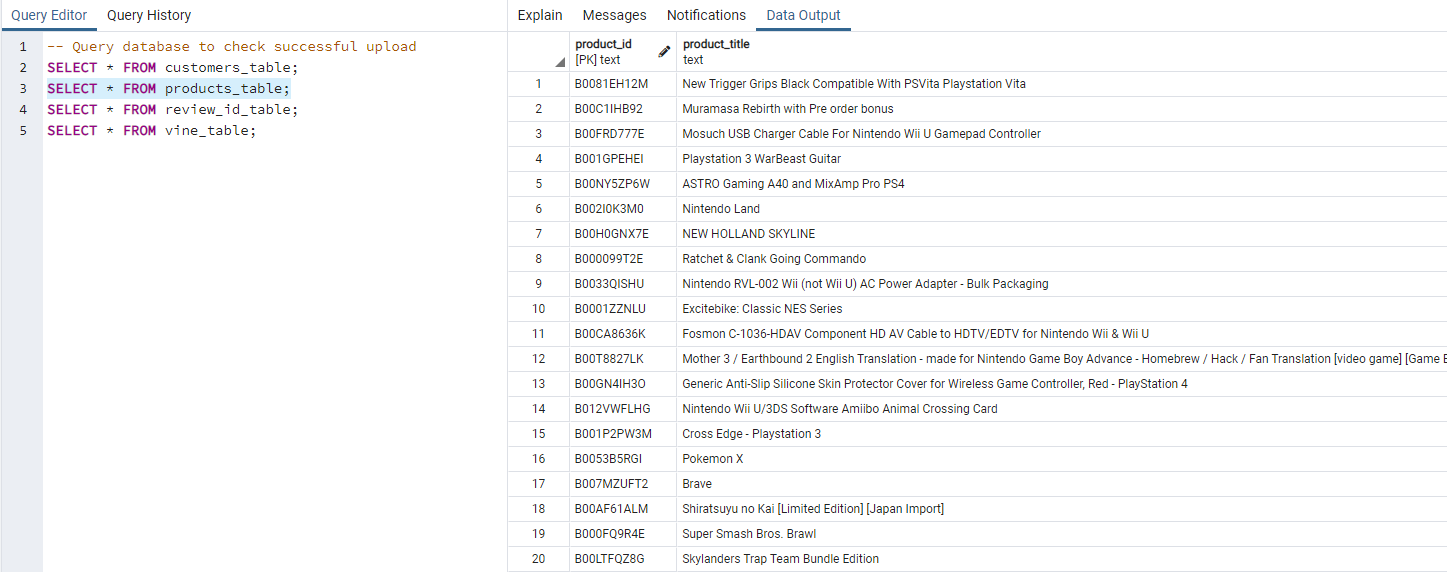 Query Editor Query History
1 -- Query database to check successful upload
2 SELECT * FROM customers_table;
3 SELECT * FROM products_table;
4 SELECT * FROM review_id_table;
5 SELECT * FROM vine_table;
Explain Messages Notifications Data Output
product_id product_title
[PK] text text
1 B0081EH12M New Trigger Grips Black Compatible With PSVita Playstation Vita
2 B00C1IHB92 Muramasa Rebirth with Pre order bonus
3 B00FRD777E Mosuch USB Charger Cable For Nintendo Wii U Gamepad Controller
4 B001GPEHEI Playstation 3 WarBeast Guitar
5 B00NY5ZP6W ASTRO Gaming A40 and MixAmp Pro PS4
6 B002I0K3M0 Nintendo Land
7 B00H0GNX7E NEW HOLLAND SKYLINE
8 B000099T2E Ratchet & Clank Going Commando
9 B0033QISHU Nintendo RVL-002 Wii (not Wii U) AC Power Adapter - Bulk Packaging
10 B0001ZZNLU Excitebike: Classic NES Series
11 B00CA8636K Fosmon C-1036-HDAV Component HD AV Cable to HDTV/EDTV for Nintendo Wii & Wii U
12 B00T8827LK Mother 3 / Earthbound 2 English Translation - made for Nintendo Game Boy Advance - Homebrew / Hack / Fan Translation [video game] [Game
13 B00GN4IH3O Generic Anti-Slip Silicone Skin Protector Cover for Wireless Game Controller, Red - PlayStation 4
14 B012VWFLHG Nintendo Wii U/3DS Software Amiibo Animal Crossing Card
15 B001P2PW3M Cross Edge - Playstation 3
16 B0053B5RGI Pokemon X
17 B007MZUFT2 Brave
18 B00AF61ALM Shiratsuyu no Kai [Limited Edition] [Japan Import]
19 B000FQ9R4E Super Smash Bros. Brawl
20 B00LTFQZ8G Skylanders Trap Team Bundle Edition